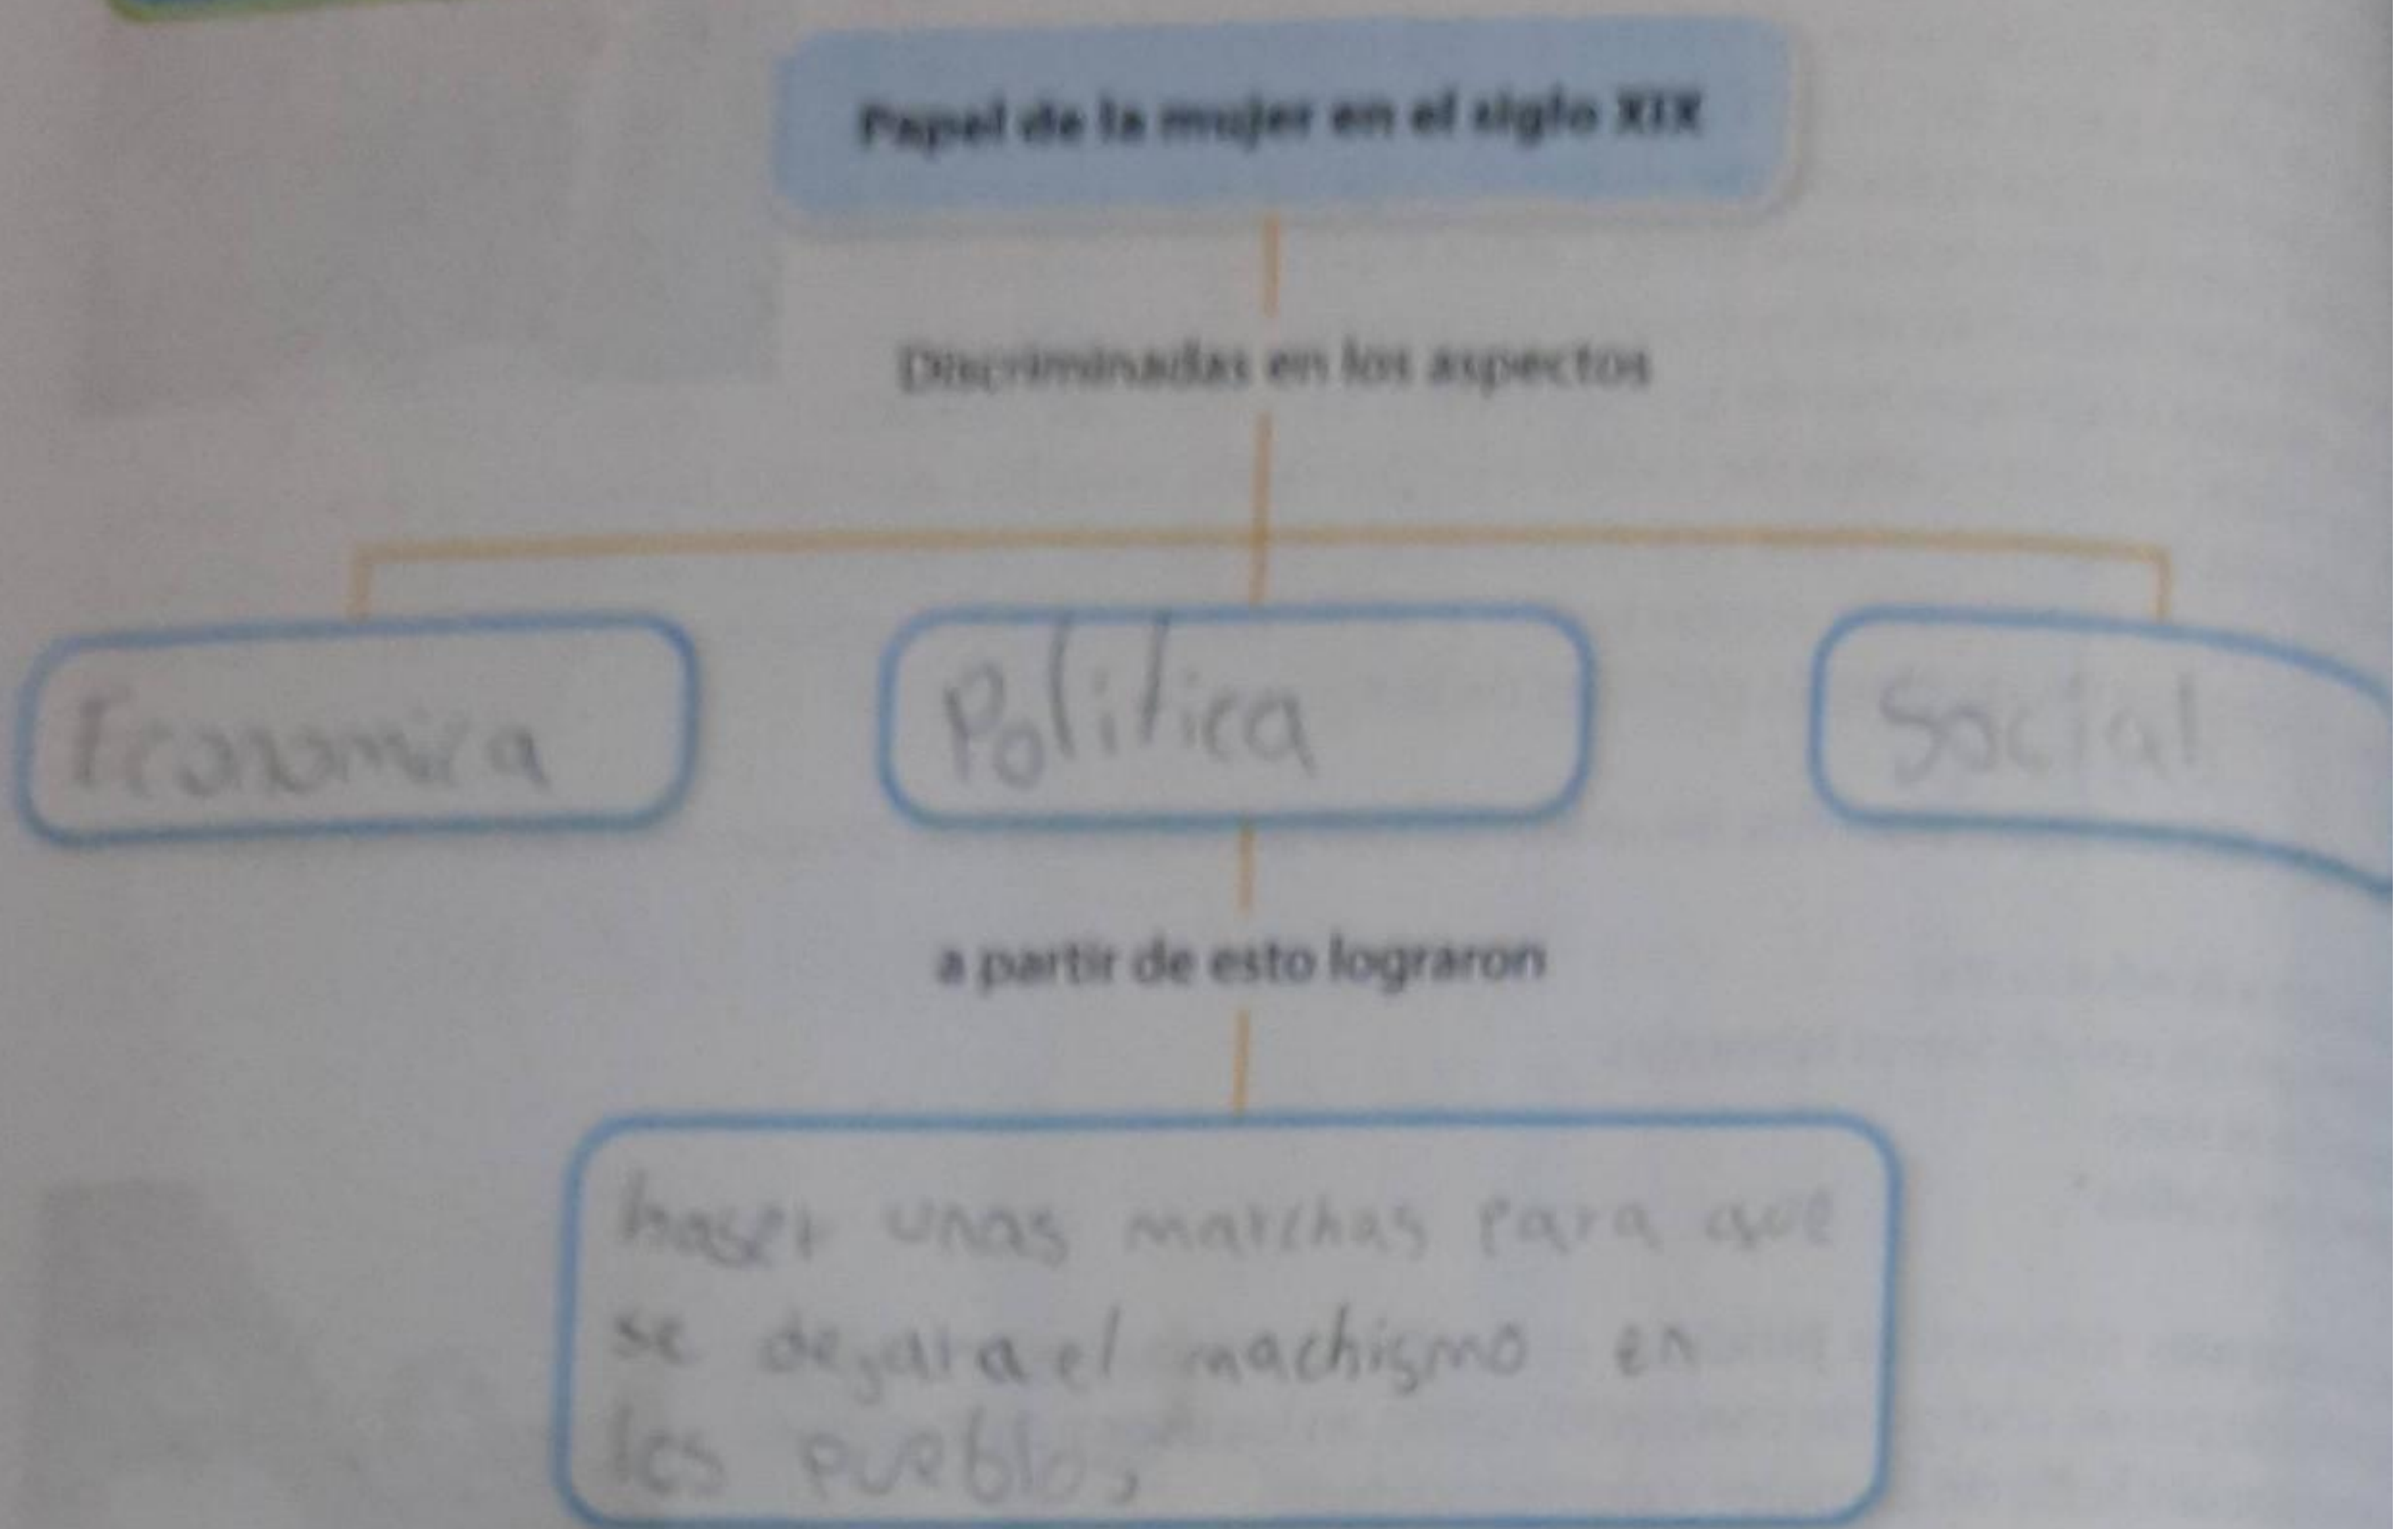 Papel de la mujer en el siglo XIX
Discriminadas en los aspectos
Economica
Politica
Social
a partir de esto lograron
haser unas marchas para que
se dejara el machismo en
los pueblos